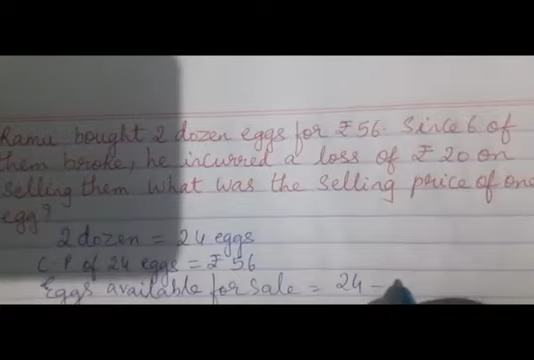 Ramu bought 2 dozen eggs for ₹56. Since 6 of
them broke, he incurred a loss of ₹ 20 on
selling them what was the selling price of one
egg?
2 dozen = 24 eggs
C.P of 24 eggs = ₹ 56
Eggs available for sale = 24 -